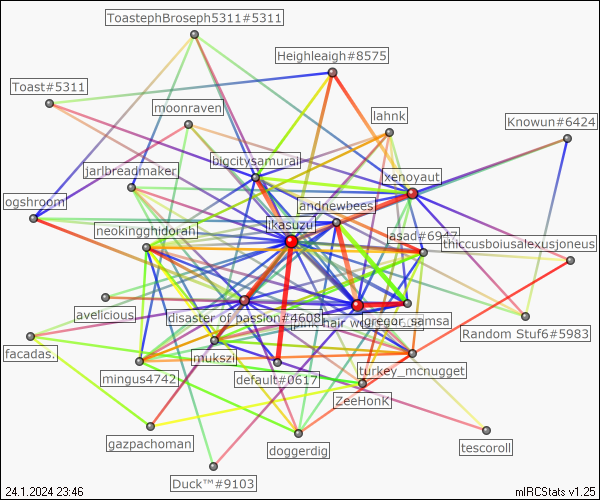 ToastephBroseph5311#5311
Heighleaigh#8575
Toast#5311
moonraven
lahnk
Knowun#6424
bigcitysamurai
jarlbreadmaker
xenoyaut
ogshroom
andnewbees
jkasuzu
neokingghidorah
asad#6947
thiccusboiusalexusjoneus
avelicious
disaster of passion#4608
pink hair w
gregor_samsa
Random Stuf6#5983
facadas.
mukszi
mingus4742
default#0617
turkey_mcnugget
ZeeHonK
gazpachoman
doggerdig
tescoroll
Duck™#9103
24.1.2024 23:46
mIRCStats v1.25